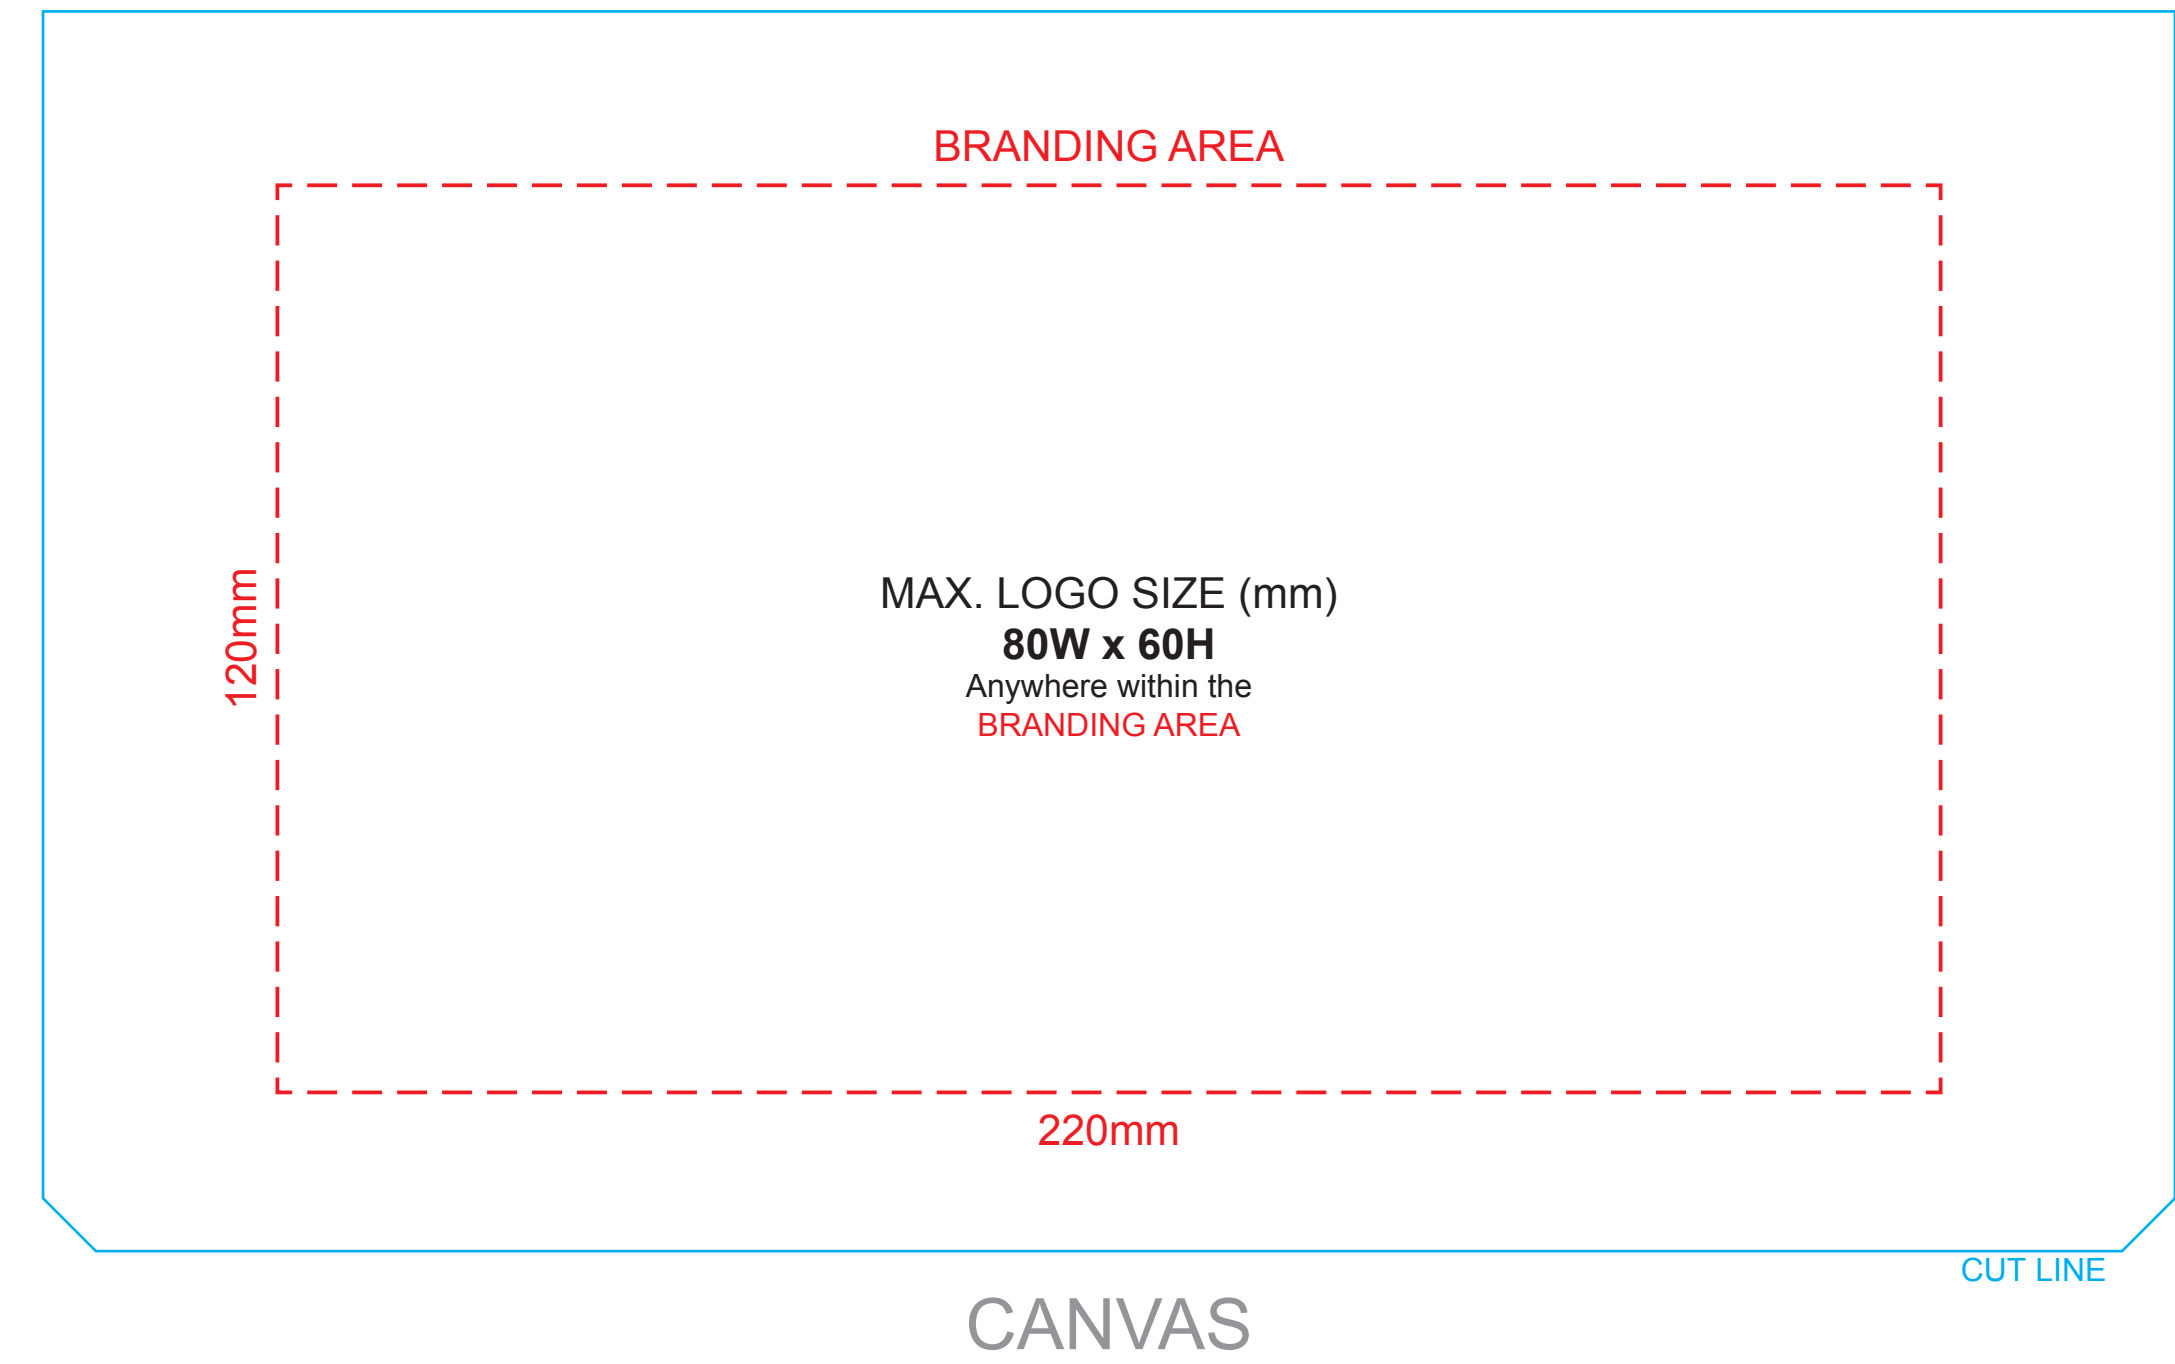 BRANDING AREA
120mm
MAX. LOGO SIZE (mm)
80W x 60H
Anywhere within the
BRANDING AREA
220mm
CUT LINE
CANVAS